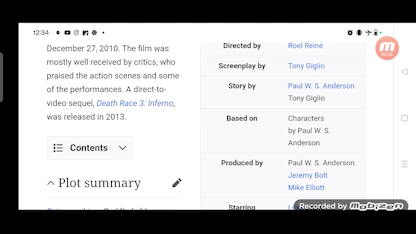 12:34
December 27, 2010. The film was
mostly well received by critics, who
praised the action scenes and some
of the performances. A direct-to-
video sequel, Death Race 3: Inferno,
was released in 2013.
Contents
Plot summary
Directed by Roel Reiné
Screenplay by Tony Giglio
Story by Paul W. S. Anderson
Tony Giglio
Based on Characters
by Paul W. S.
Anderson
Produced by Paul W. S. Anderson
Jeremy Bolt
Mike Elliott
Starring
Recorded by mobizen